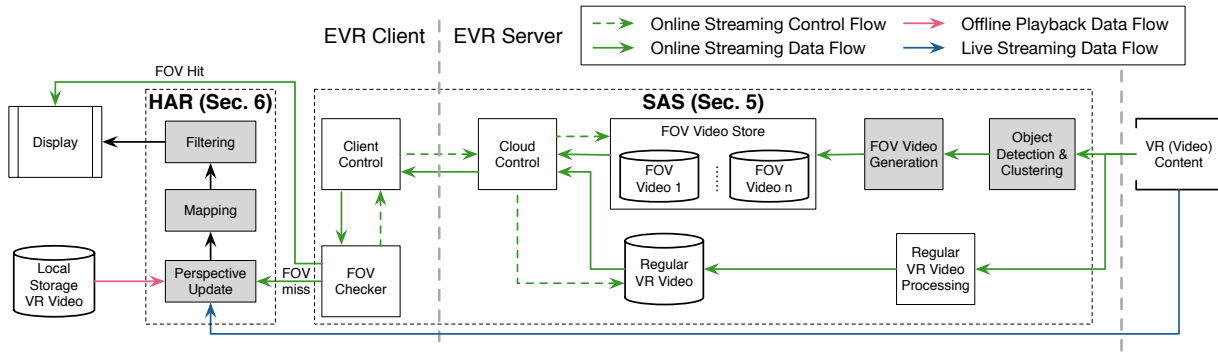 EVR Client
EVR Server
Online Streaming Control Flow
Offline Playback Data Flow
Online Streaming Data Flow
Live Streaming Data Flow
FOV Hit
HAR (Sec. 6)
SAS (Sec. 5)
Display
Filtering
Mapping
Perspective
Update
Local
Storage
VR Video
FOV
miss
Client
Control
FOV
Checker
Cloud
Control
FOV Video Store
FOV
Video 1
FOV
Video n
Regular
VR Video
FOV Video
Generation
Object
Detection &
Clustering
Regular
VR Video
Processing
VR (Video)
Content